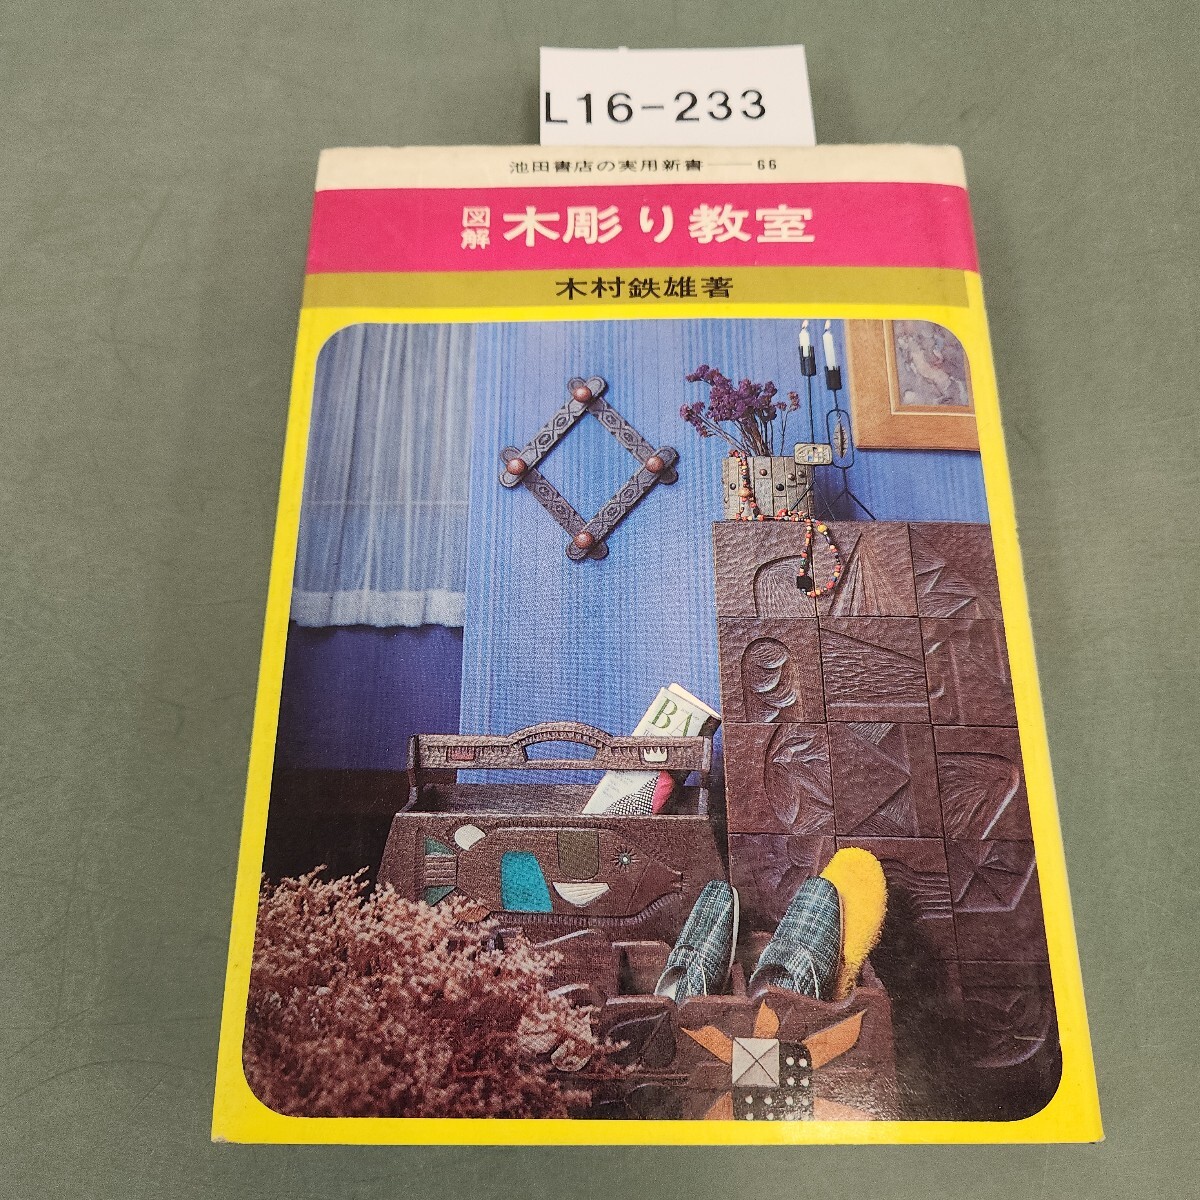 L16-233
池田書店の実用新書——66
図解 木彫り教室
木村鉄雄著
BA